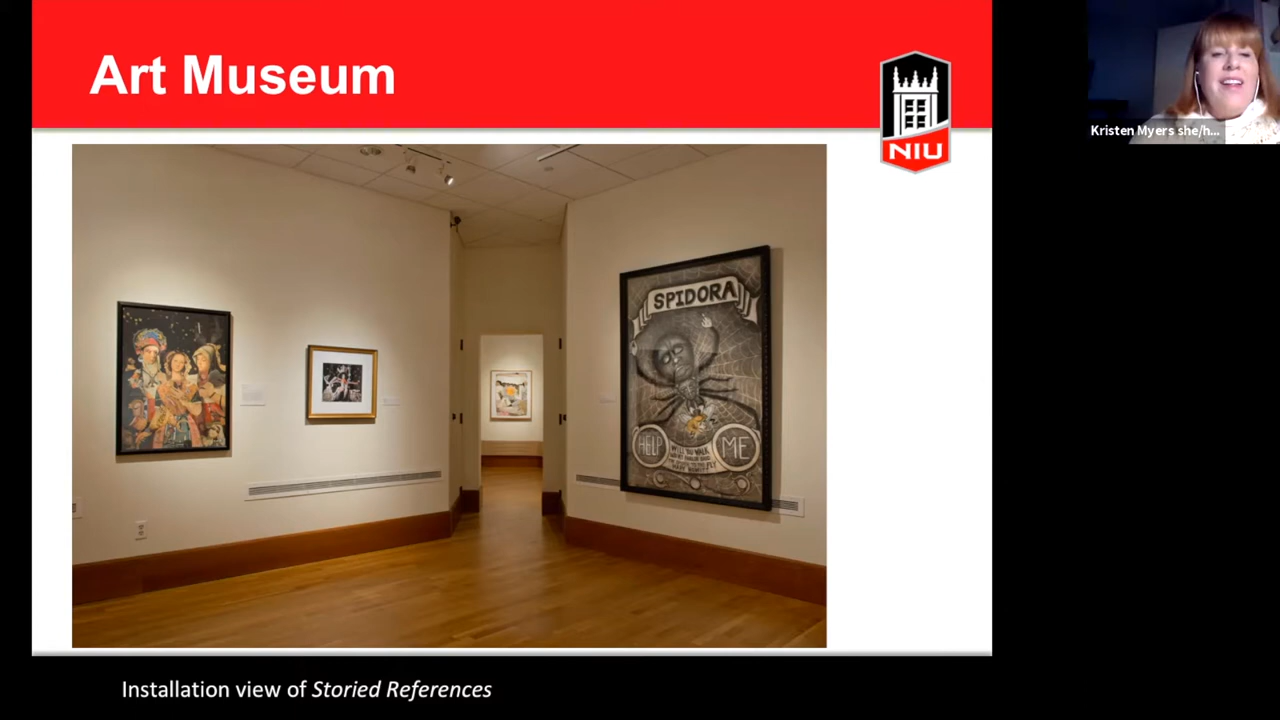 Art Museum
NIU
Kristen Myers she/h...
SPIDORA
HELP
ME
Installation view of Storied References